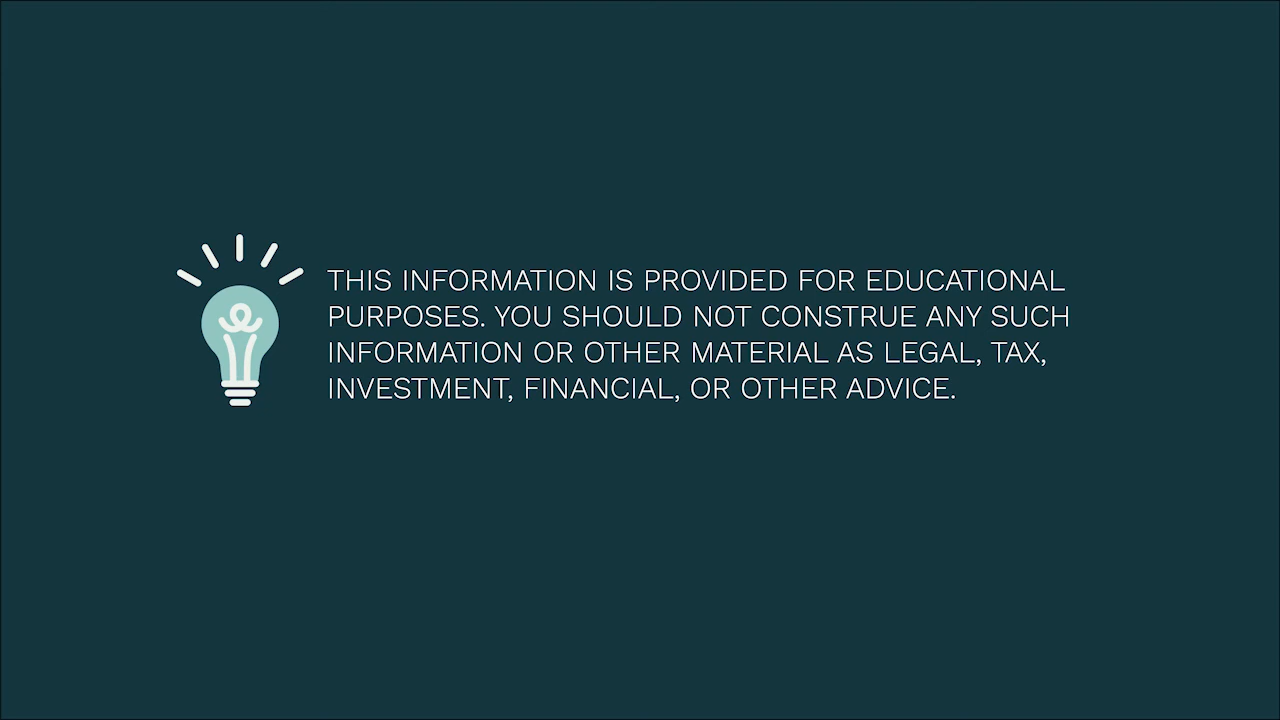 THIS INFORMATION IS PROVIDED FOR EDUCATIONAL
PURPOSES. YOU SHOULD NOT CONSTRUE ANY SUCH
INFORMATION OR OTHER MATERIAL AS LEGAL, TAX,
INVESTMENT, FINANCIAL, OR OTHER ADVICE.